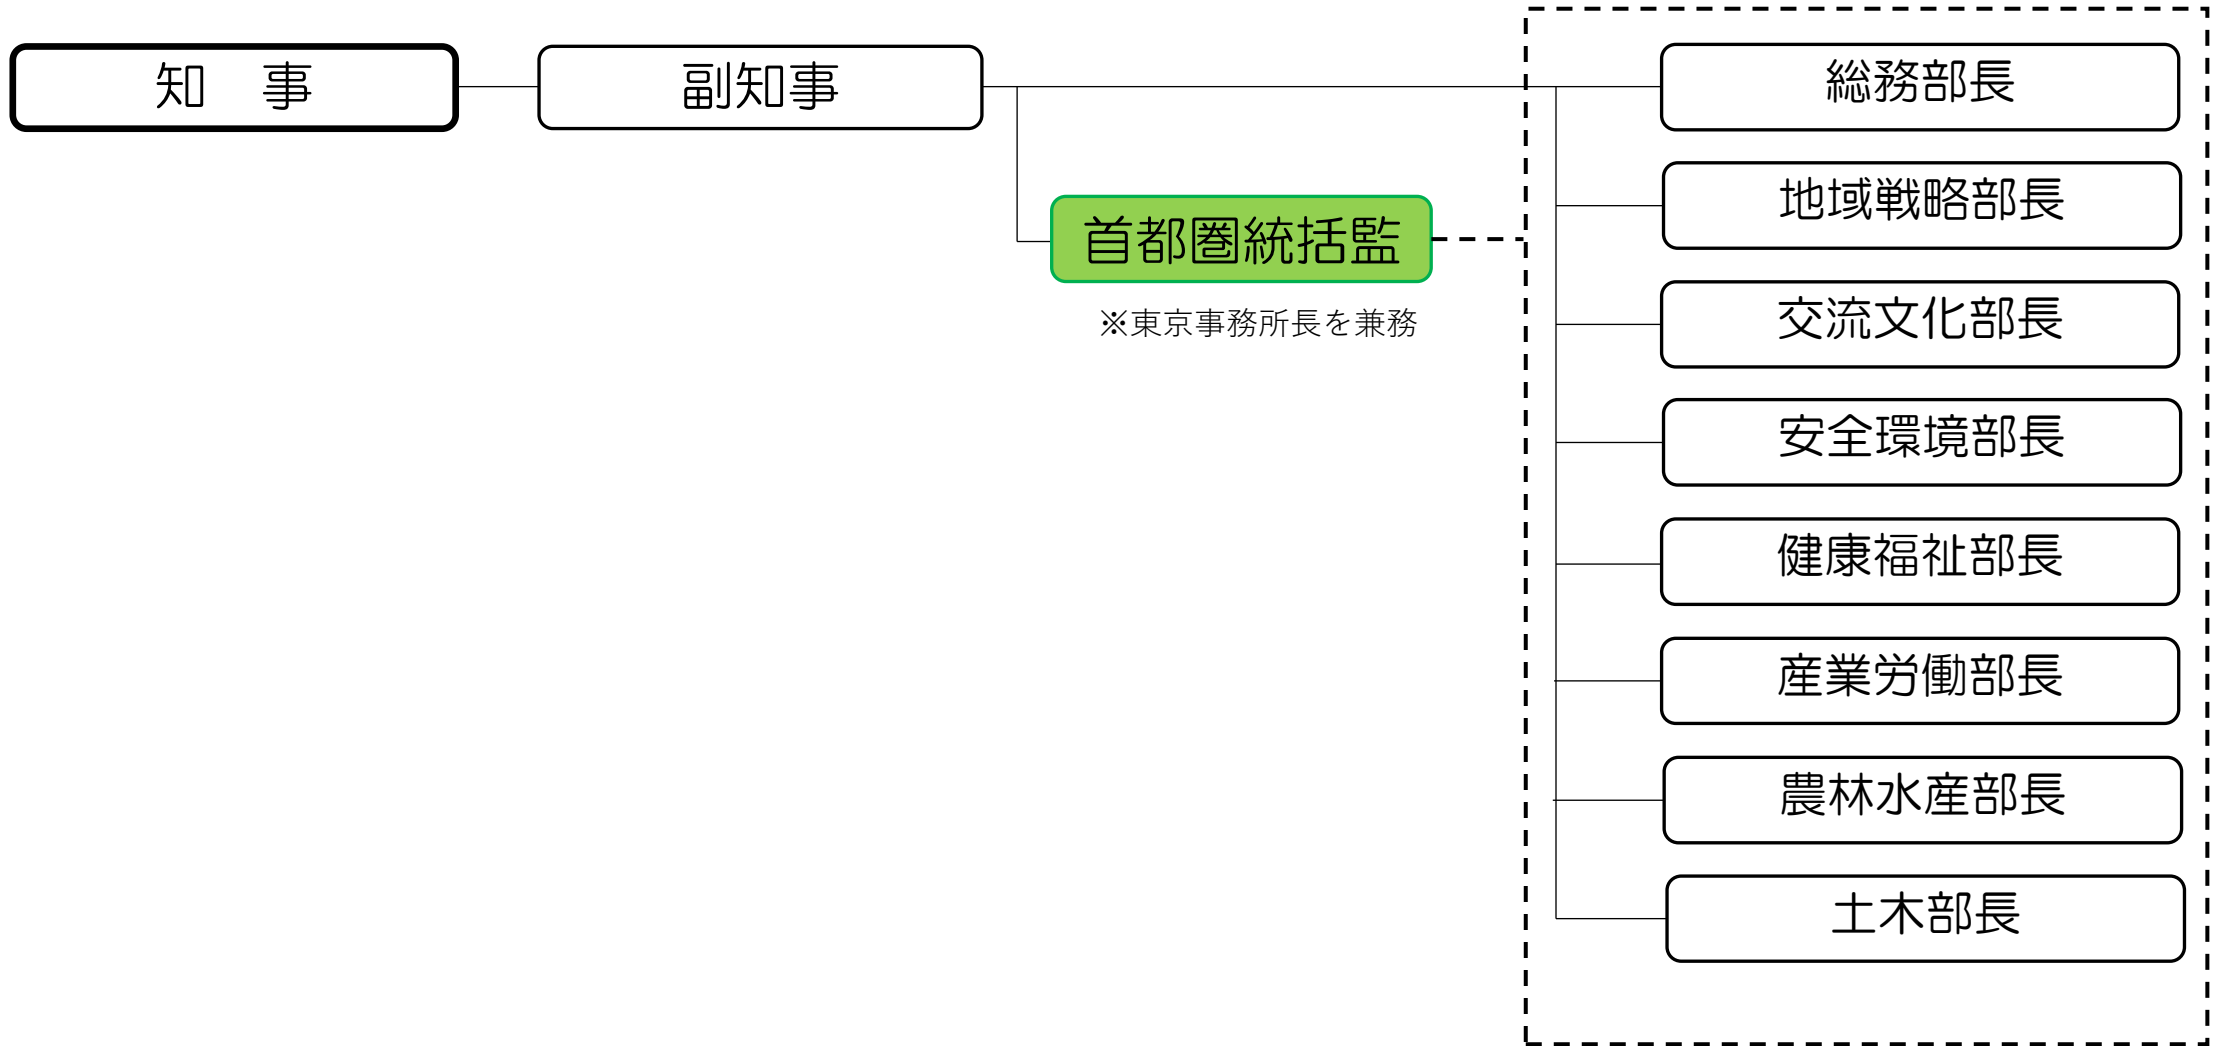 知　事
副知事
首都圏統括監
※東京事務所長を兼務
総務部長
地域戦略部長
交流文化部長
安全環境部長
健康福祉部長
産業労働部長
農林水産部長
土木部長